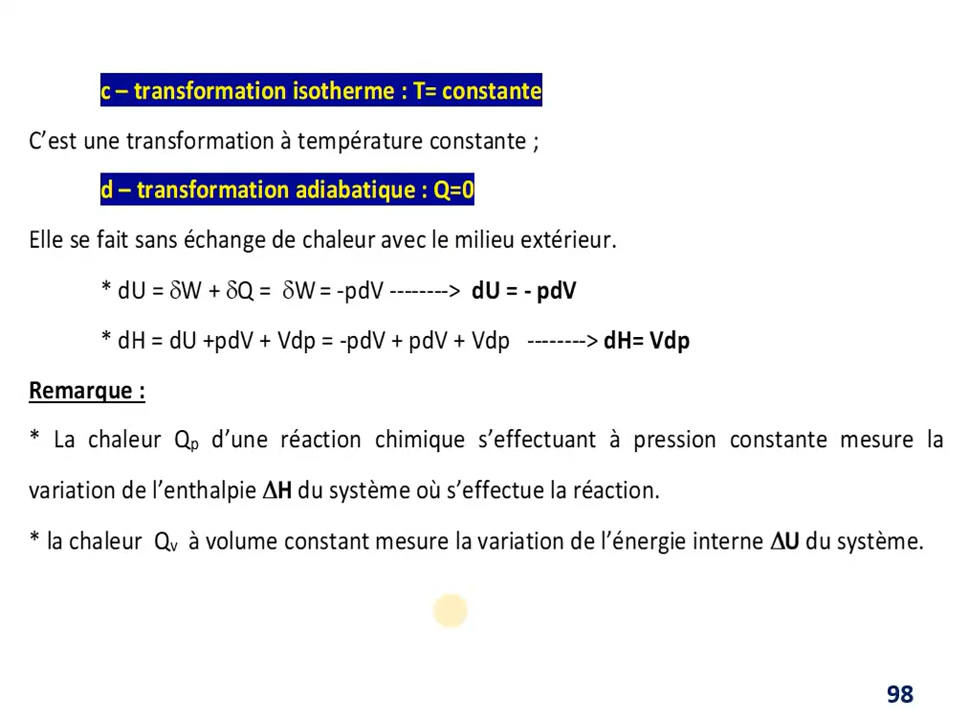 c – transformation isotherme : T= constante
C’est une transformation à température constante ;
d – transformation adiabatique : Q=0
Elle se fait sans échange de chaleur avec le milieu extérieur.
* dU = δW + δQ = δW = -pdV --------> dU = - pdV
* dH = dU +pdV + Vdp = -pdV + pdV + Vdp --------> dH= Vdp
Remarque :
* La chaleur Qp d’une réaction chimique s’effectuant à pression constante mesure la
variation de l’enthalpie ΔH du système où s’effectue la réaction.
* la chaleur Qv à volume constant mesure la variation de l’énergie interne ΔU du système.
98